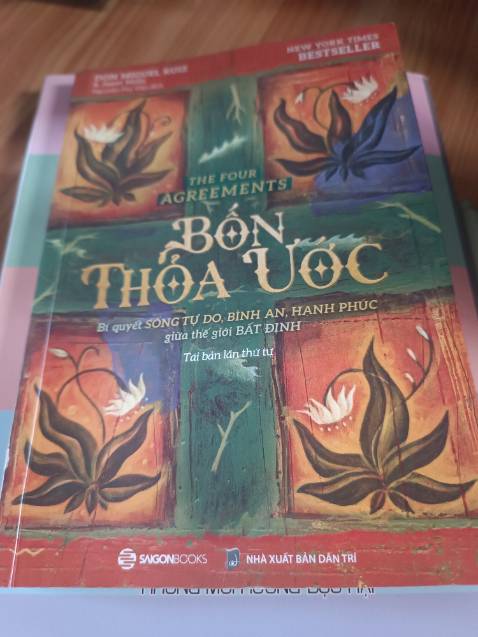 NEW YORK TIMES
BESTSELLER
DON MIGUEL RUIZ
THE FOUR
AGREEMENTS
BỐN
THỎA ƯỚC
Bí quyết SỐNG TỰ DO, BÌNH AN, HẠNH PHÚC
giữa thế giới BẤT ĐỊNH
Tái bản lần thứ tư
SAIGONBOOKS
NHÀ XUẤT BẢN DÂN TRÍ